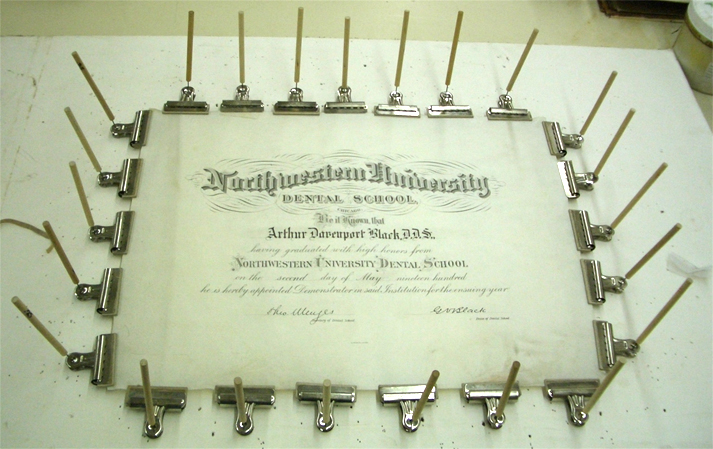 Northwestern University
DENTAL SCHOOL.
Be it Known, that
Arthur Davenport Black, D.D.S.,
having graduated with high honors from
NORTHWESTERN UNIVERSITY DENTAL SCHOOL
on the second day of May nineteen hundred
he is hereby appointed Demonstrator in said Institution for the ensuing year
G.V. Black